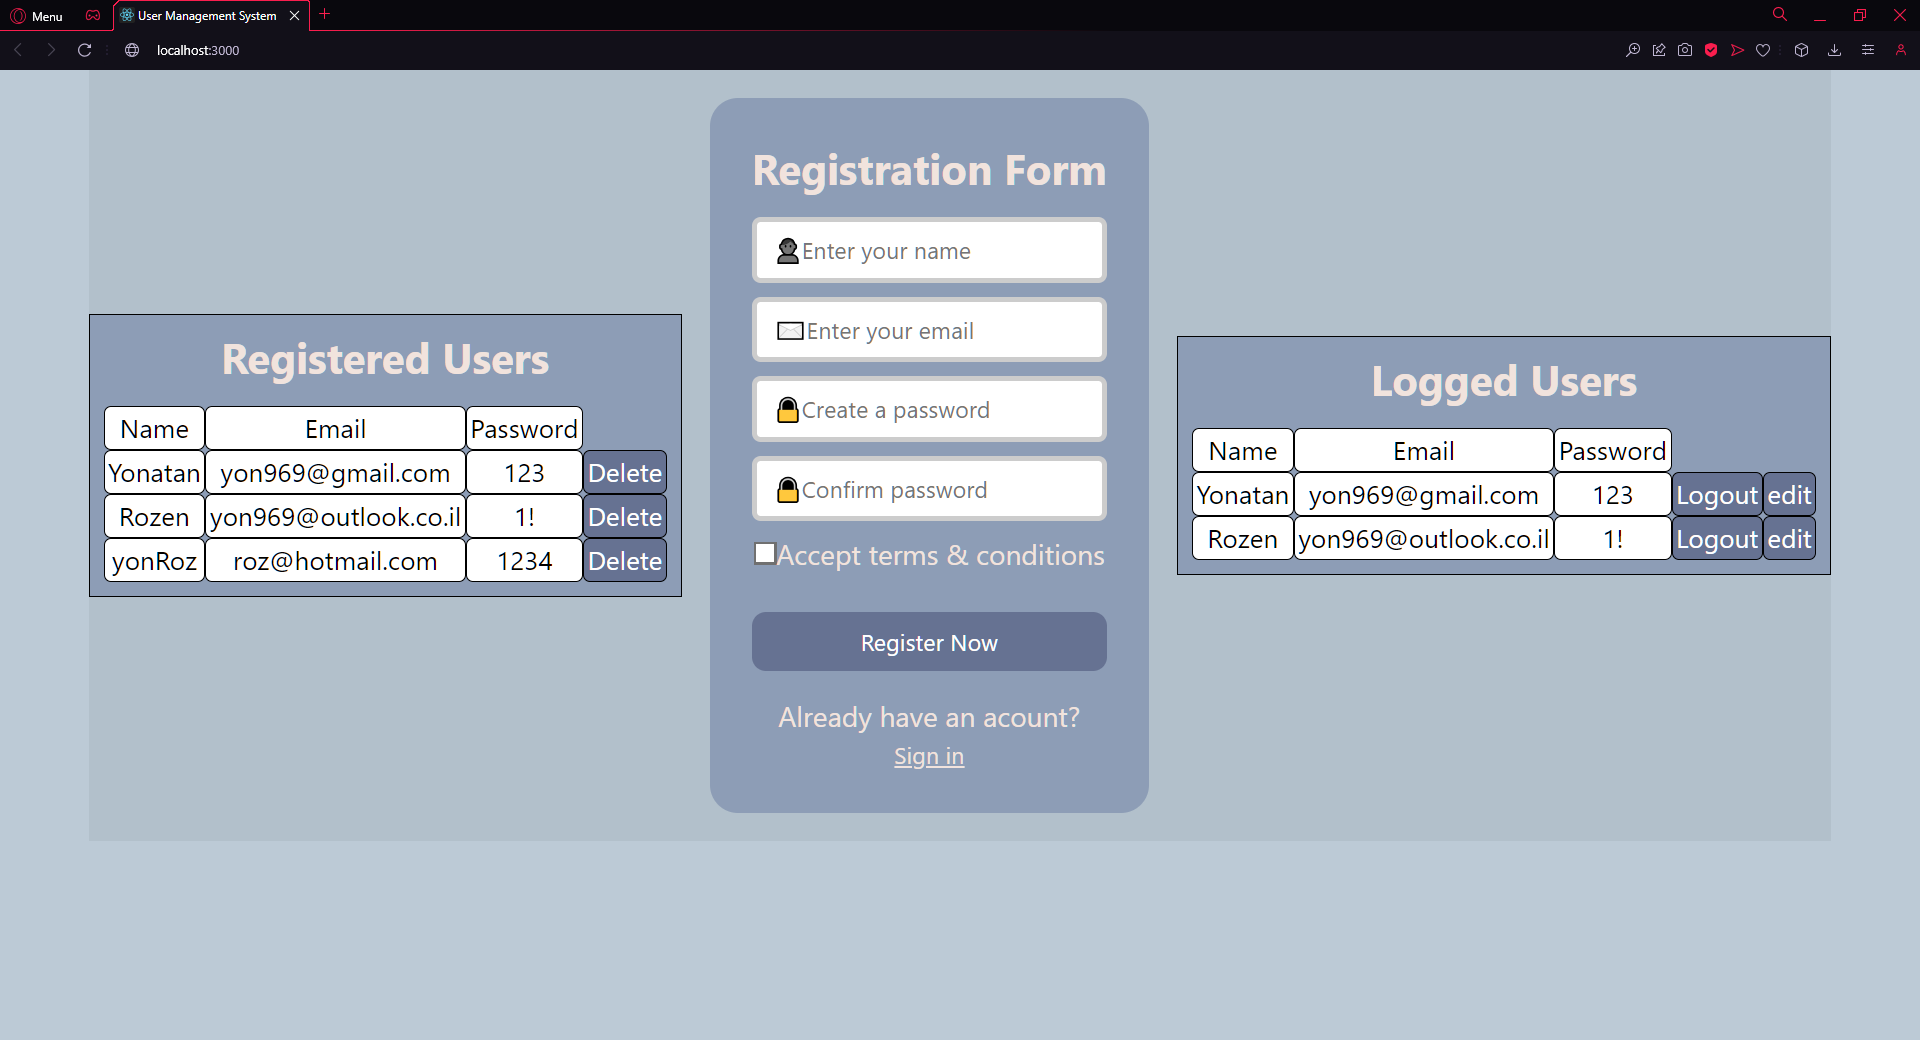 Menu
User Management System
localhost:3000
Registration Form
Enter your name
Enter your email
Create a password
Confirm password
Accept terms & conditions
Register Now
Already have an acount?
Sign in
Registered Users
Name Email Password
Yonatan yon969@gmail.com 123 Delete
Rozen yon969@outlook.co.il 1! Delete
yonRoz roz@hotmail.com 1234 Delete
Logged Users
Name Email Password
Yonatan yon969@gmail.com 123 Logout edit
Rozen yon969@outlook.co.il 1! Logout edit